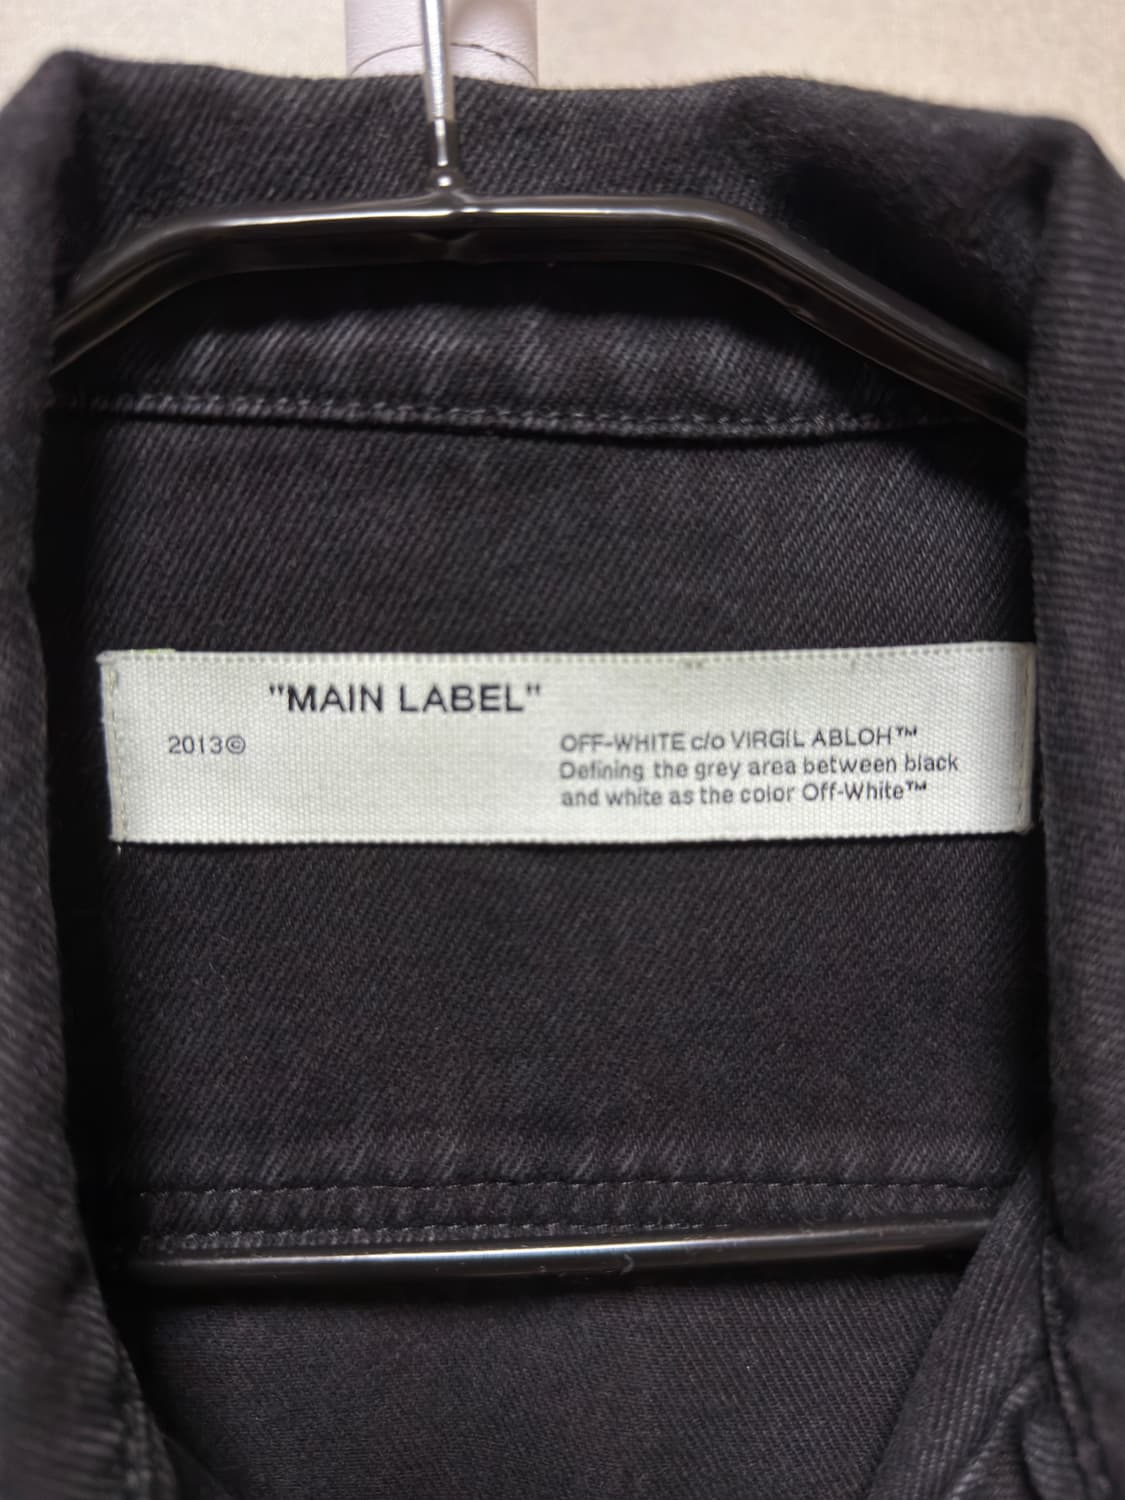 "MAIN LABEL"
2013©
OFF-WHITE c/o VIRGIL ABLOH™
Defining the grey area between black
and white as the color Off-White™